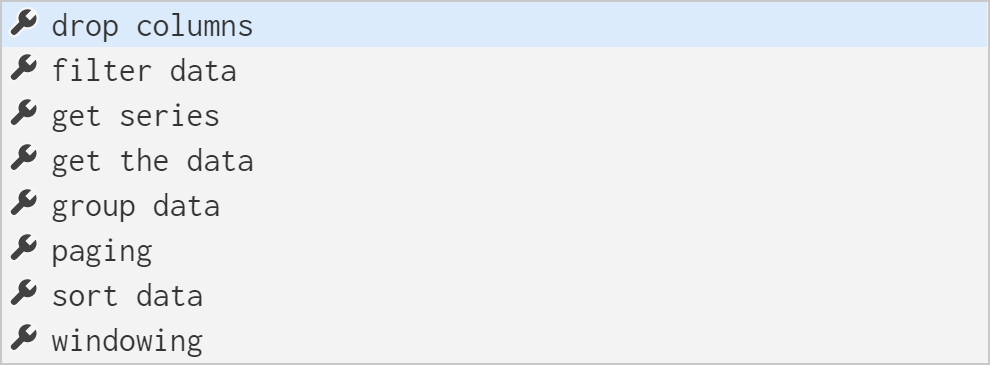 drop columns
filter data
get series
get the data
group data
paging
sort data
windowing